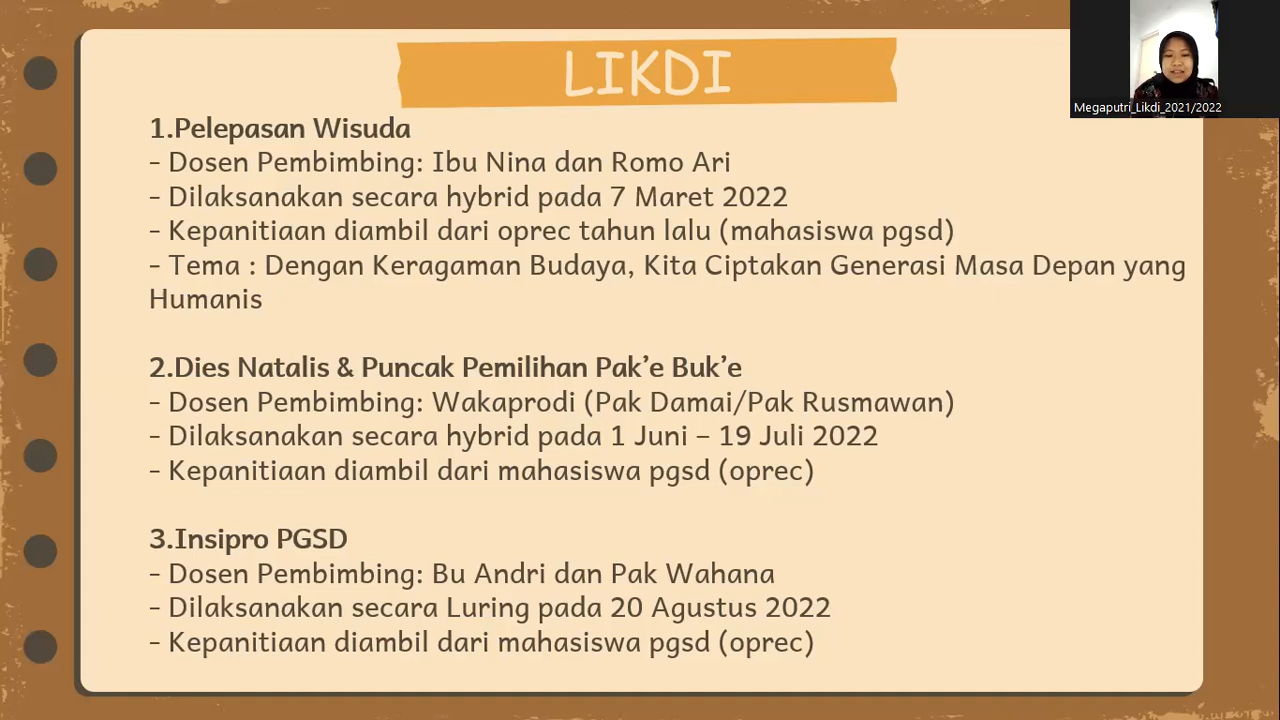 LIKDI
Megaputri_Likdi_2021/2022
1.Pelepasan Wisuda
- Dosen Pembimbing: Ibu Nina dan Romo Ari
- Dilaksanakan secara hybrid pada 7 Maret 2022
- Kepanitiaan diambil dari oprec tahun lalu (mahasiswa pgsd)
- Tema : Dengan Keragaman Budaya, Kita Ciptakan Generasi Masa Depan yang
Humanis
2.Dies Natalis & Puncak Pemilihan Pak’e Buk’e
- Dosen Pembimbing: Wakaprodi (Pak Damai/Pak Rusmawan)
- Dilaksanakan secara hybrid pada 1 Juni – 19 Juli 2022
- Kepanitiaan diambil dari mahasiswa pgsd (oprec)
3.Insipro PGSD
- Dosen Pembimbing: Bu Andri dan Pak Wahana
- Dilaksanakan secara Luring pada 20 Agustus 2022
- Kepanitiaan diambil dari mahasiswa pgsd (oprec)